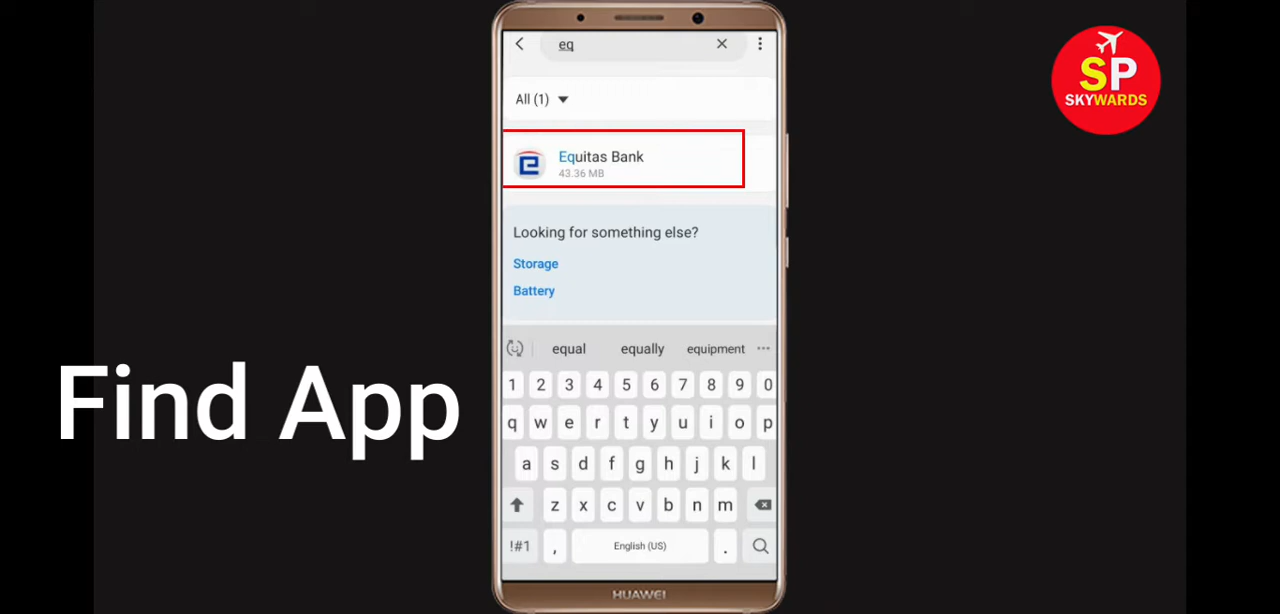 eq
All (1)
Equitas Bank
43.36 MB
Looking for something else?
Storage
Battery
equal equally equipment
1 2 3 4 5 6 7 8 9 0
q w e r t y u i o p
a s d f g h j k l
z x c v b n m
!#1 , English (US) .
HUAWEI
Find App
SP
SKYWARDS